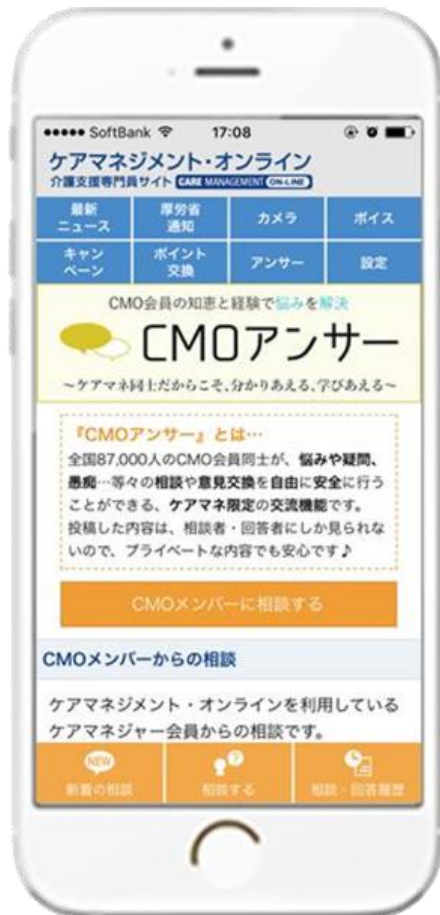 SoftBank 17:08
ケアマネジメント・オンライン
介護支援専門員サイト CARE MANAGEMENT ON-LINE
最新
ニュース
厚労省
通知
カメラ
ボイス
キャン
ペーン
ポイント
交換
アンサー
設定
CMO会員の知恵と経験で悩みを解決
CMOアンサー
～ケアマネ同士だからこそ、分かりあえる、学びあえる～
『CMOアンサー』とは…
全国87,000人のCMO会員同士が、悩みや疑問、
愚痴…等々の相談や意見交換を自由に安全に行う
ことができる、ケアマネ限定の交流機能です。
投稿した内容は、相談者・回答者にしか見られな
いので、プライベートな内容でも安心です♪
CMOメンバーに相談する
CMOメンバーからの相談
ケアマネジメント・オンラインを利用している
ケアマネジャー会員からの相談です。
NEW
新着の相談
?
相談する
相談・回答履歴